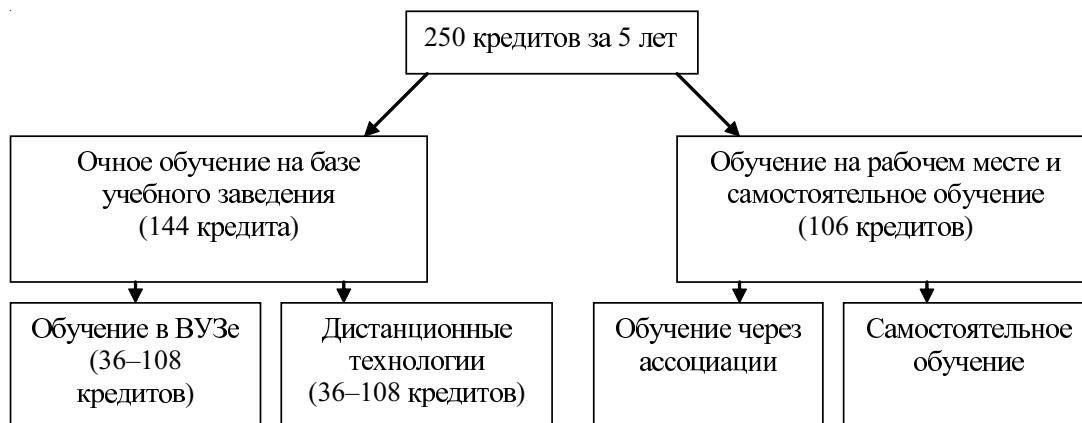 250 кредитов за 5 лет
Очное обучение на базе
учебного заведения
(144 кредита)
Обучение на рабочем месте и
самостоятельное обучение
(106 кредитов)
Обучение в ВУЗе
(36–108
кредитов)
Дистанционные
технологии
(36–108 кредитов)
Обучение через
ассоциации
Самостоятельное
обучение